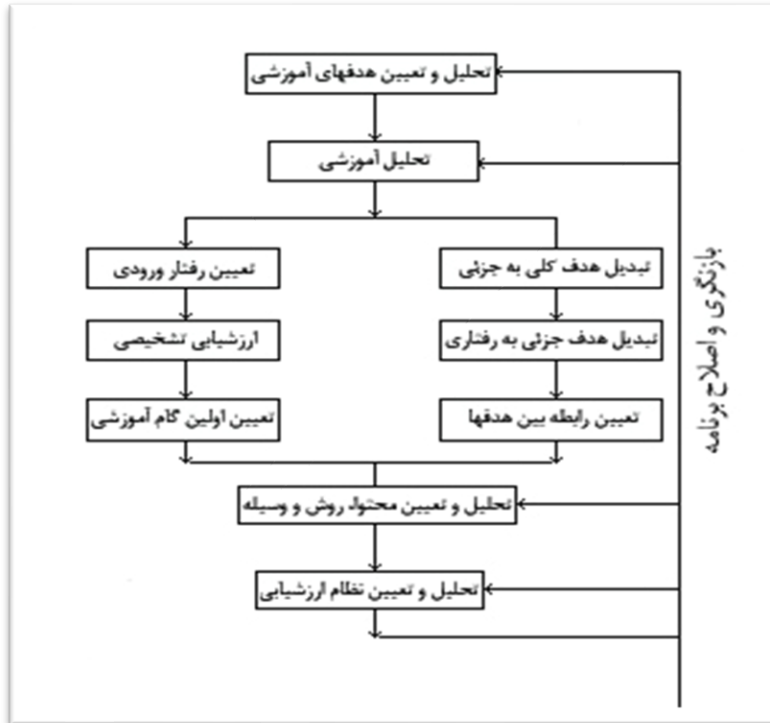 تحلیل و تعیین هدفهای آموزشی
تحلیل آموزشی
تبدیل هدف کلی به جزئی
تعیین رفتار ورودی
تبدیل هدف جزئی به رفتاری
ارزشیابی تشخیصی
تعیین رابطه بین هدفها
تعیین اولین گام آموزشی
تحلیل و تعیین محتوا، روش و وسیله
تحلیل و تعیین نظام ارزشیابی
بازنگری و اصلاح برنامه